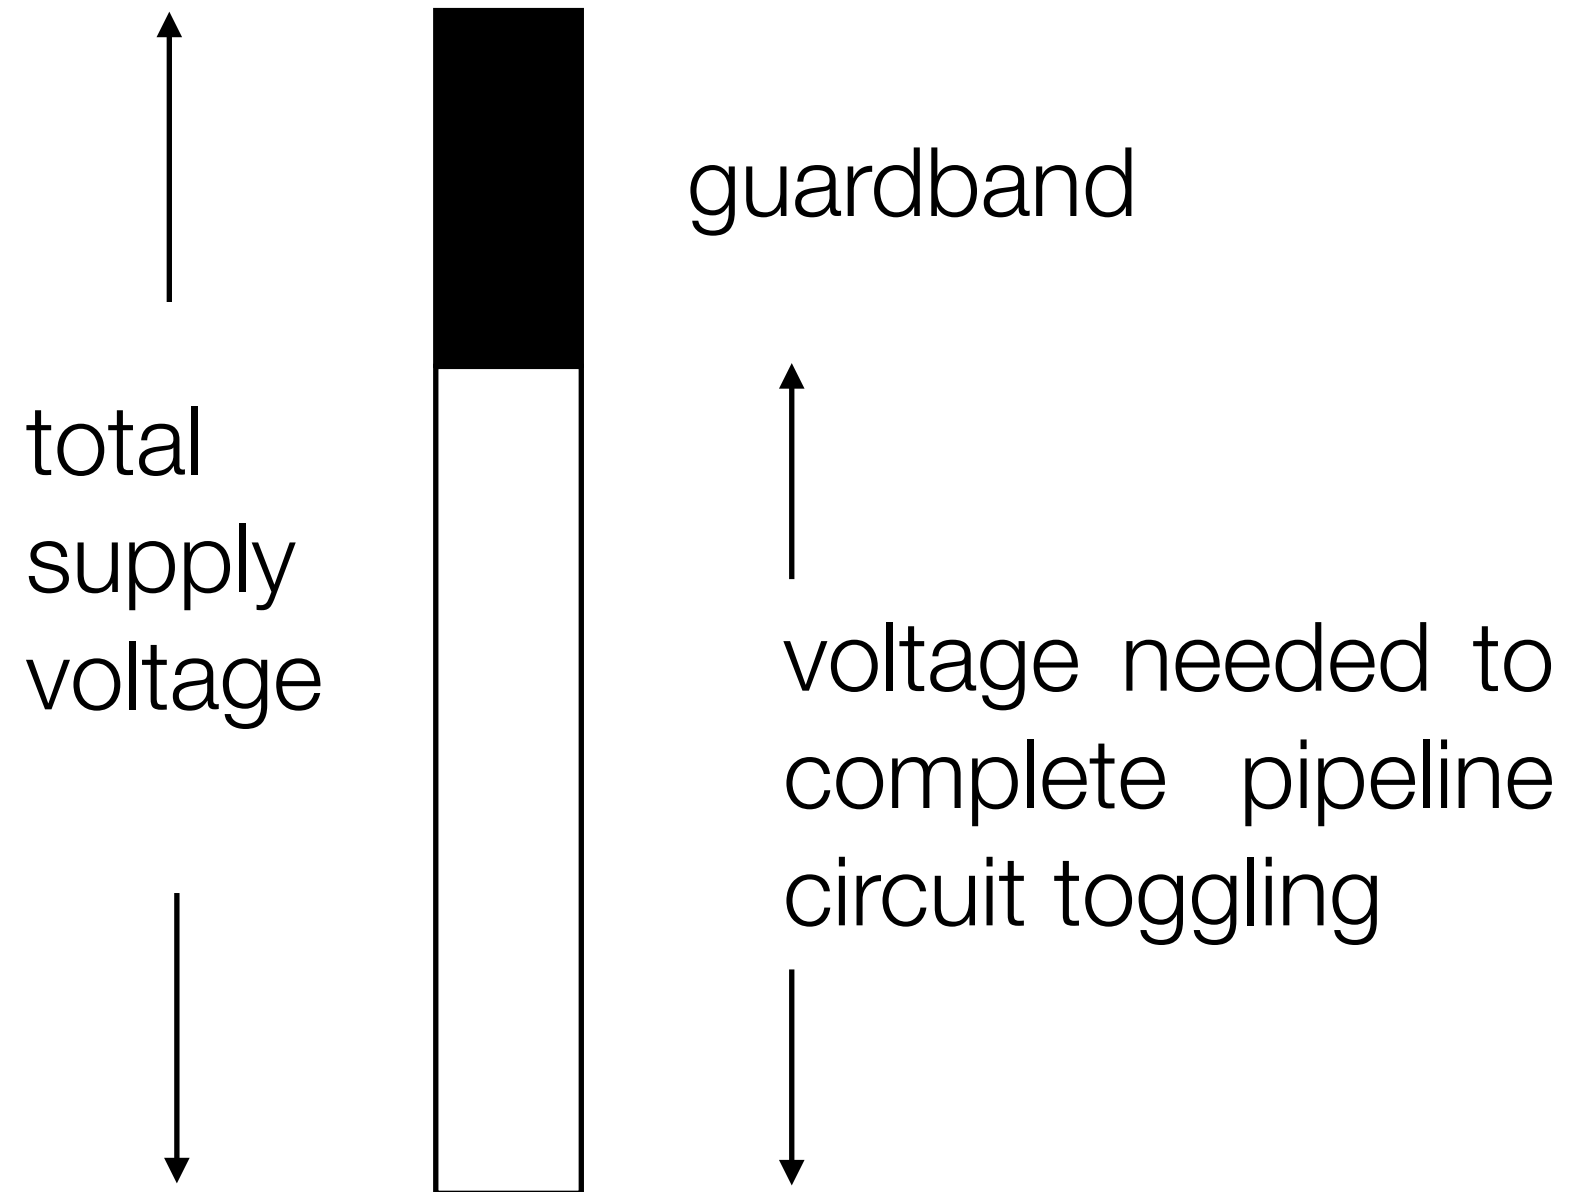 guardband
total
supply
voltage
voltage needed to
complete pipeline
circuit toggling